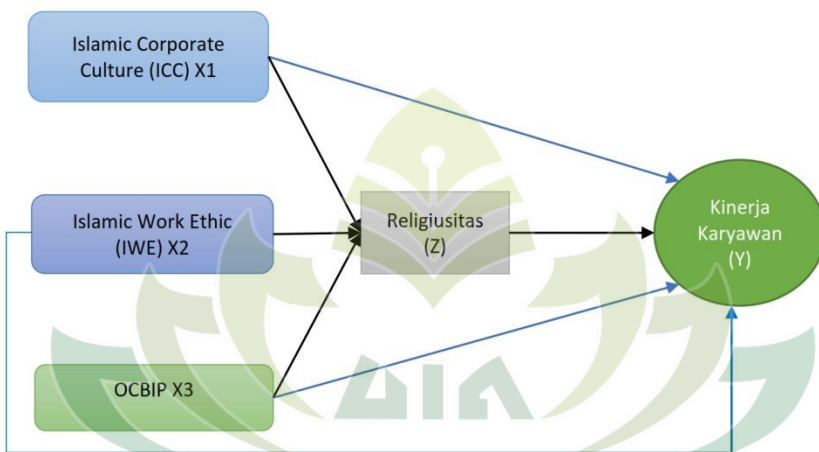 Islamic Corporate
Culture (ICC) X1
Islamic Work Ethic
(IWE) X2
Religiusitas
(Z)
Kinerja
Karyawan
(Y)
OCBIP X3